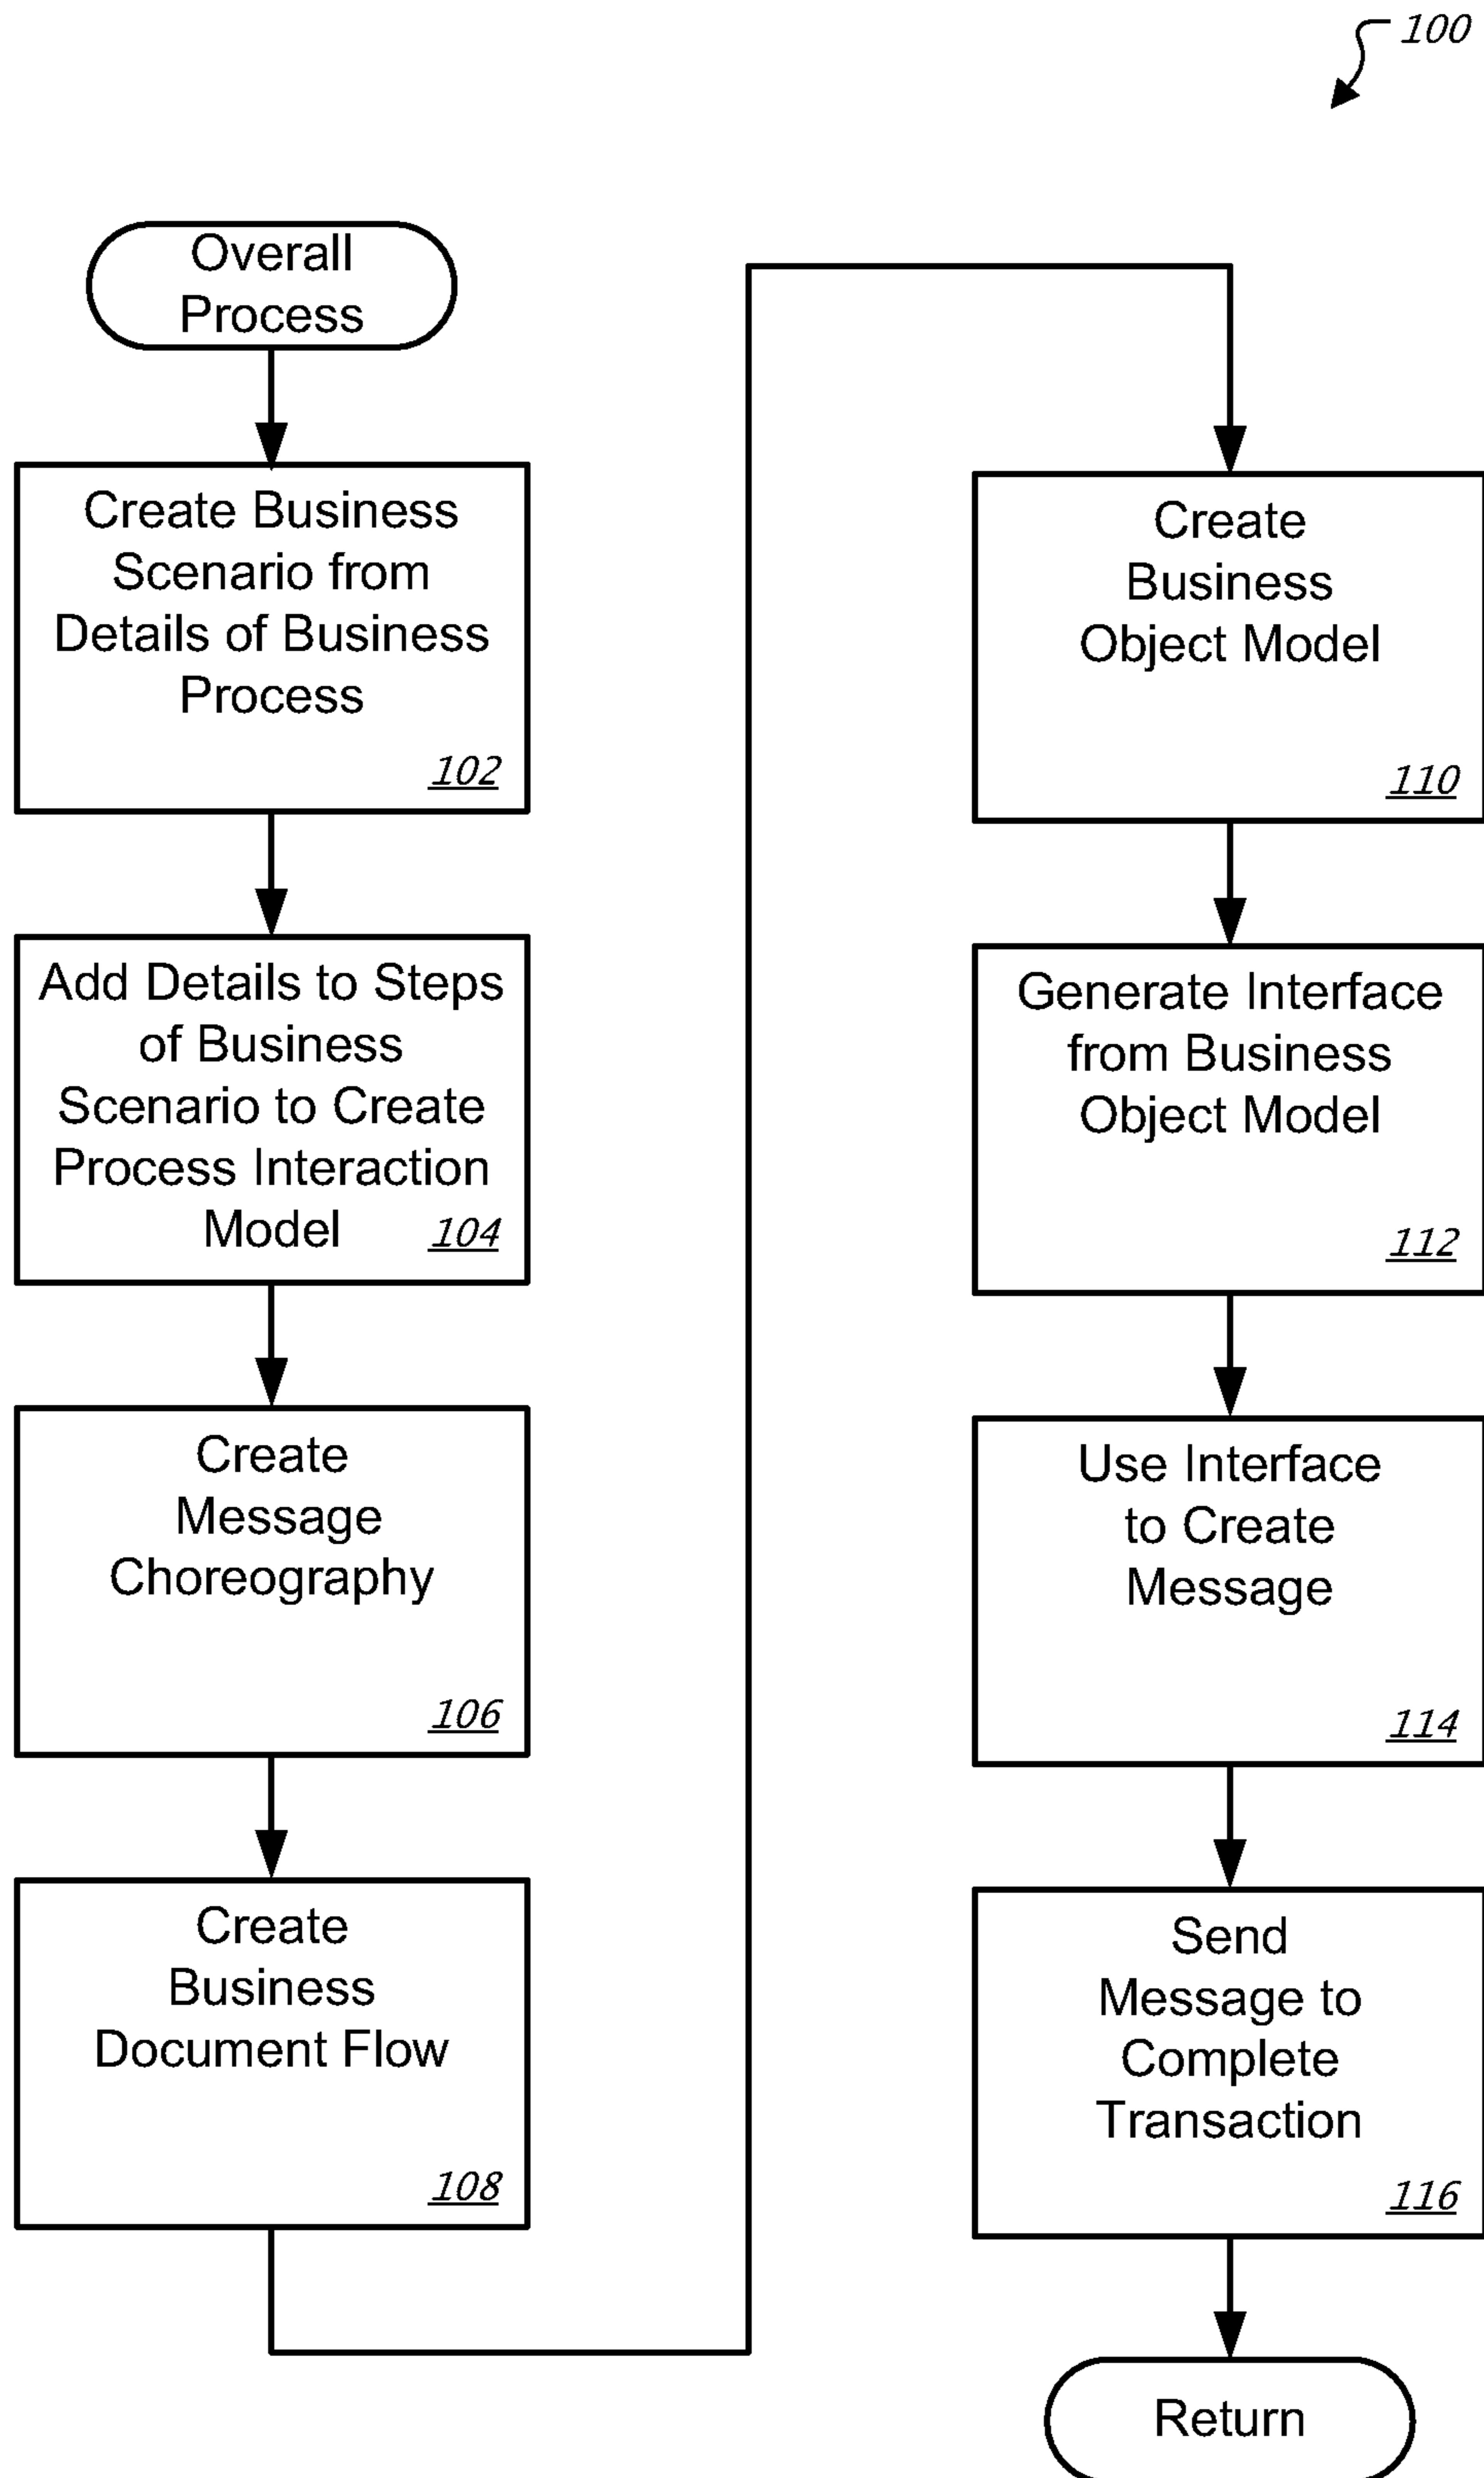 100
Overall
Process
Create Business
Scenario from
Details of Business
Process
102
Add Details to Steps
of Business
Scenario to Create
Process Interaction
Model 104
Create
Message
Choreography
106
Create
Business
Document Flow
108
Create
Business
Object Model
110
Generate Interface
from Business
Object Model
112
Use Interface
to Create
Message
114
Send
Message to
Complete
Transaction
116
Return